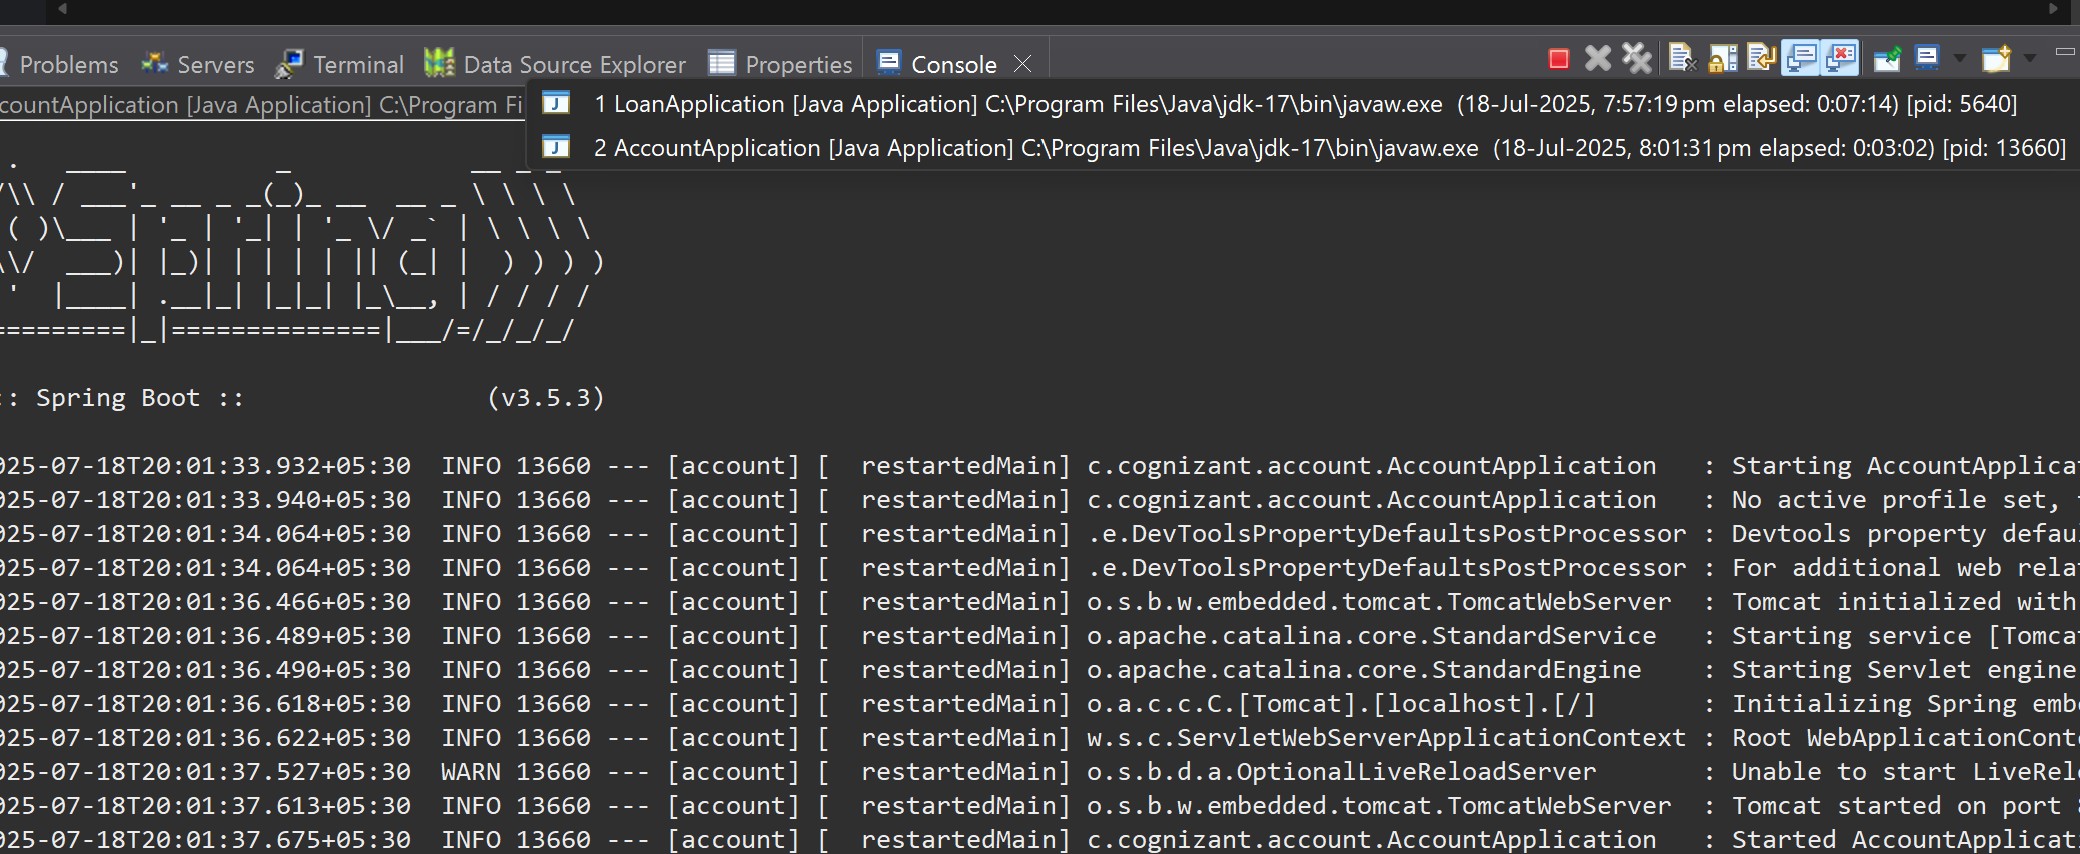 Problems Servers Terminal Data Source Explorer Properties Console
countApplication [Java Application] C:\Program Fi
1 LoanApplication [Java Application] C:\Program Files\Java\jdk-17\bin\javaw.exe (18-Jul-2025, 7:57:19 pm elapsed: 0:07:14) [pid: 5640]
2 AccountApplication [Java Application] C:\Program Files\Java\jdk-17\bin\javaw.exe (18-Jul-2025, 8:01:31 pm elapsed: 0:03:02) [pid: 13660]
 .   ____          _            __ _ _
/\\ / ___'_ __ _ _(_)_ __  __ _ \ \ \ \
( )\___ | '_ | '_| | '_ \/ _` | \ \ \ \
\\/  ___)| |_)| | | | | || (_| |  ) ) ) )
 '  |____| .__|_| |_|_| |_\__, | / / / /
=========|_|==============|___/=/_/_/_/
:: Spring Boot :: (v3.5.3)
025-07-18T20:01:33.932+05:30 INFO 13660 --- [account] [ restartedMain] c.cognizant.account.AccountApplication : Starting AccountApplica
025-07-18T20:01:33.940+05:30 INFO 13660 --- [account] [ restartedMain] c.cognizant.account.AccountApplication : No active profile set,
025-07-18T20:01:34.064+05:30 INFO 13660 --- [account] [ restartedMain] .e.DevToolsPropertyDefaultsPostProcessor : Devtools property defau
025-07-18T20:01:34.064+05:30 INFO 13660 --- [account] [ restartedMain] .e.DevToolsPropertyDefaultsPostProcessor : For additional web rela
025-07-18T20:01:36.466+05:30 INFO 13660 --- [account] [ restartedMain] o.s.b.w.embedded.tomcat.TomcatWebServer : Tomcat initialized with
025-07-18T20:01:36.489+05:30 INFO 13660 --- [account] [ restartedMain] o.apache.catalina.core.StandardService : Starting service [Tomca
025-07-18T20:01:36.490+05:30 INFO 13660 --- [account] [ restartedMain] o.apache.catalina.core.StandardEngine : Starting Servlet engine
025-07-18T20:01:36.618+05:30 INFO 13660 --- [account] [ restartedMain] o.a.c.c.C.[Tomcat].[localhost].[/] : Initializing Spring emb
025-07-18T20:01:36.622+05:30 INFO 13660 --- [account] [ restartedMain] w.s.c.ServletWebServerApplicationContext : Root WebApplicationCont
025-07-18T20:01:37.527+05:30 WARN 13660 --- [account] [ restartedMain] o.s.b.d.a.OptionalLiveReloadServer : Unable to start LiveRel
025-07-18T20:01:37.613+05:30 INFO 13660 --- [account] [ restartedMain] o.s.b.w.embedded.tomcat.TomcatWebServer : Tomcat started on port
025-07-18T20:01:37.675+05:30 INFO 13660 --- [account] [ restartedMain] c.cognizant.account.AccountApplication : Started AccountApplicat